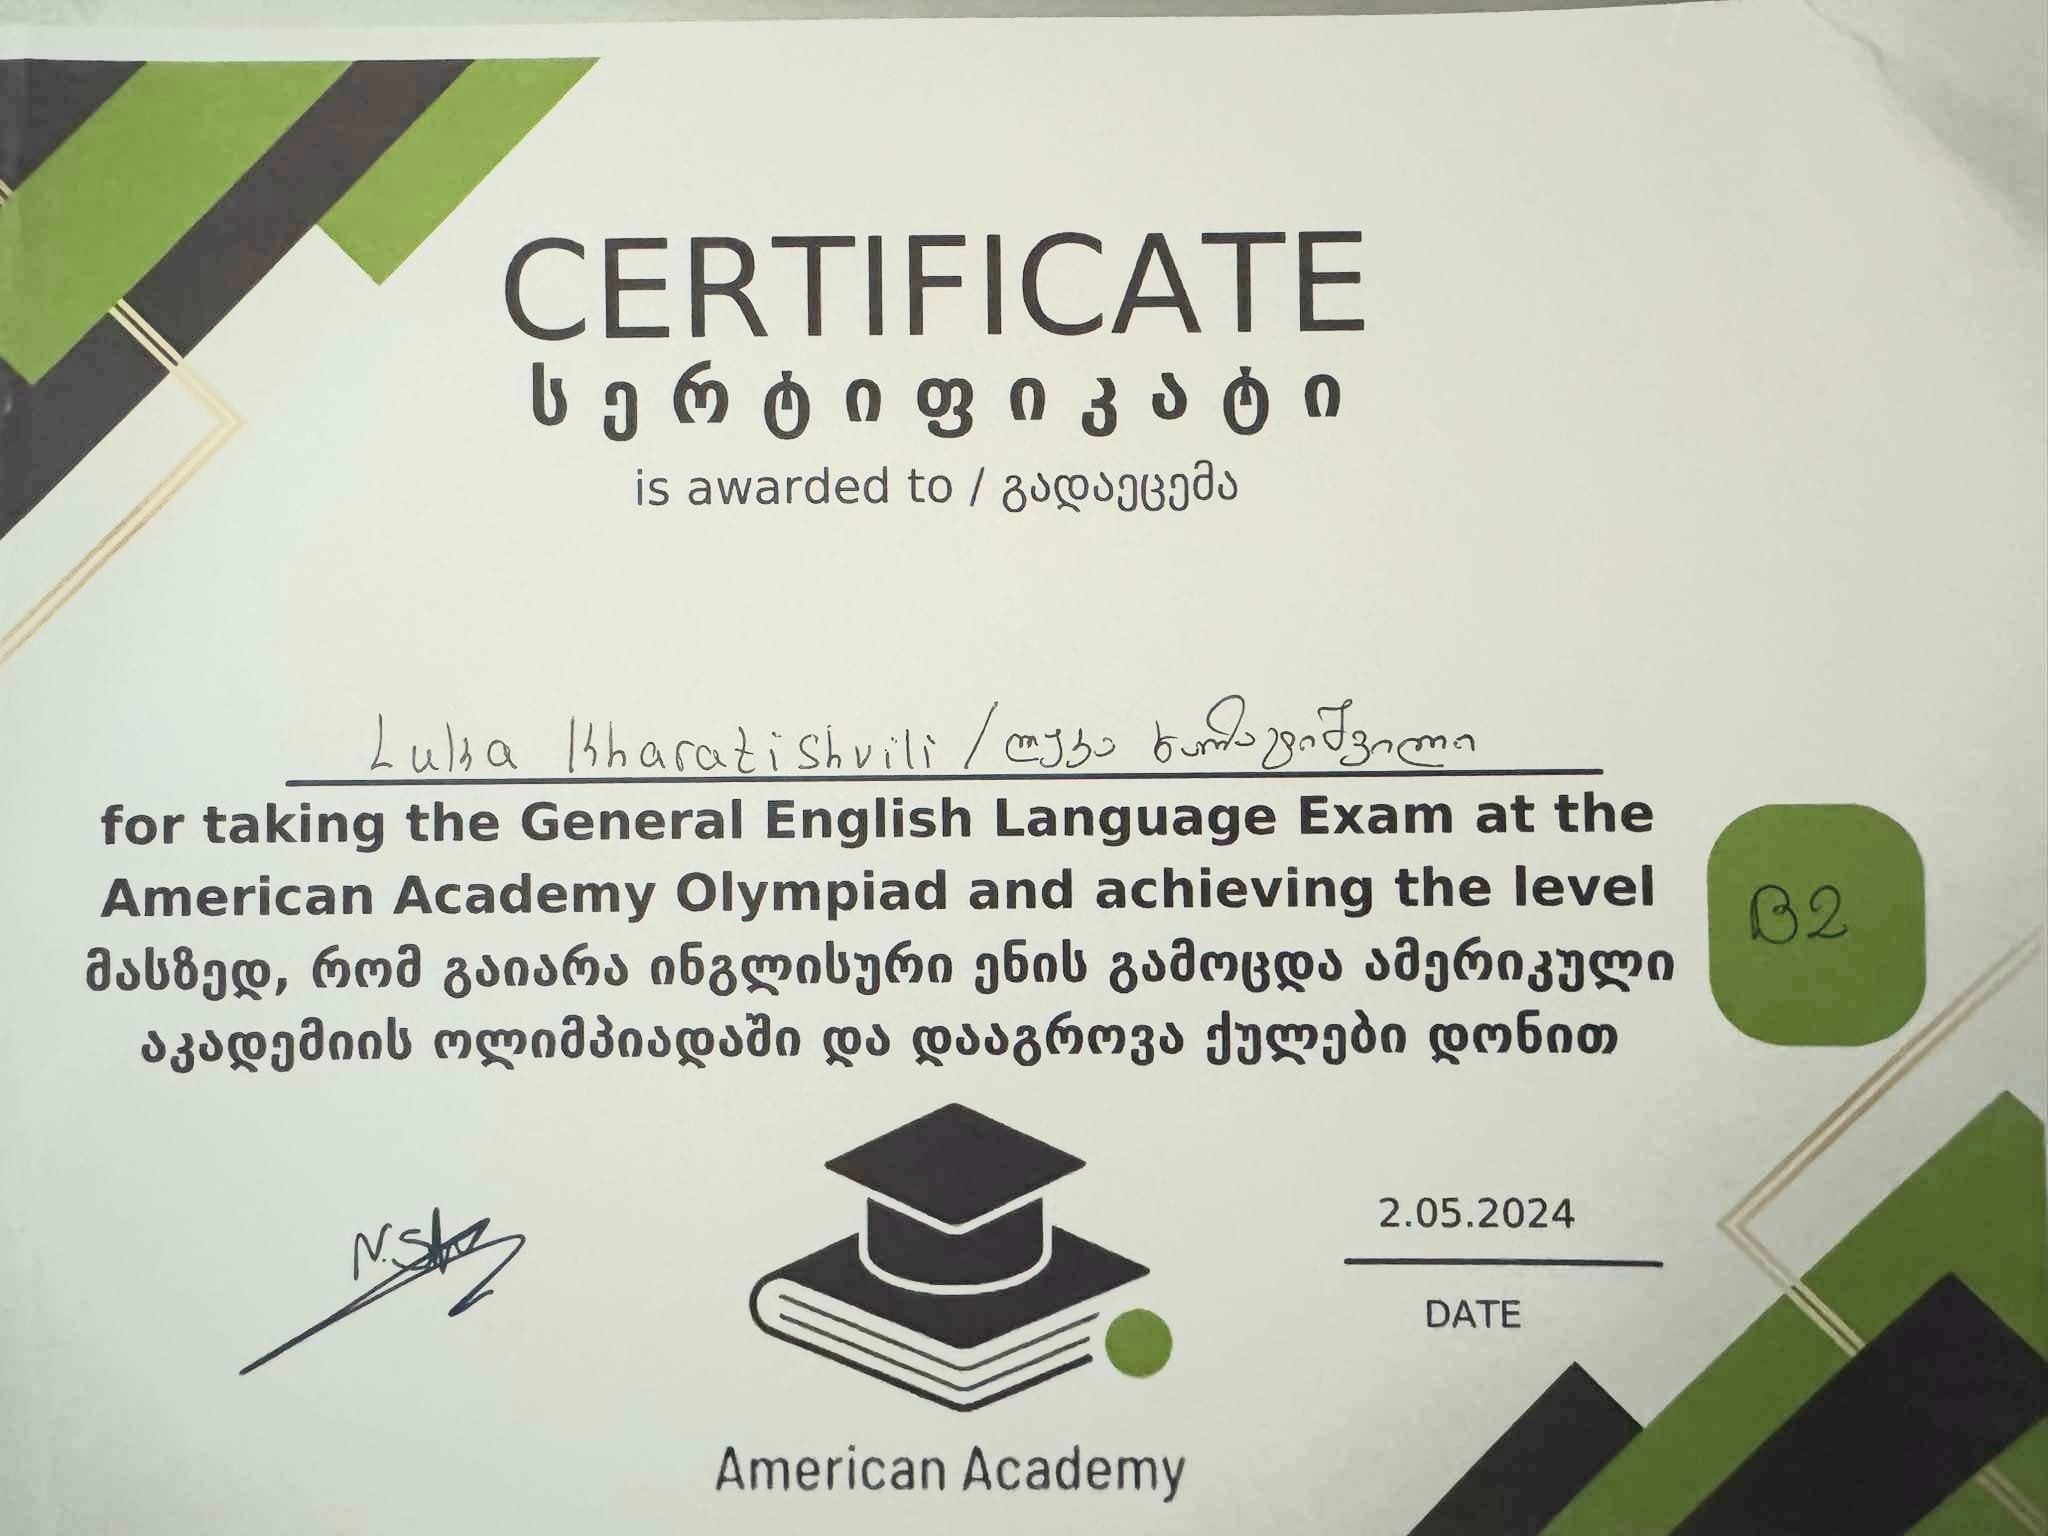 CERTIFICATE
სერტიფიკატი
is awarded to / გადაეცემა
Luka Kharatishvili / ლუკა ხარატიშვილი
for taking the General English Language Exam at the
American Academy Olympiad and achieving the level
B2
მასზედ, რომ გაიარა ინგლისური ენის გამოცდა ამერიკული
აკადემიის ოლიმპიადაში და დააგროვა ქულები დონით
2.05.2024
DATE
American Academy